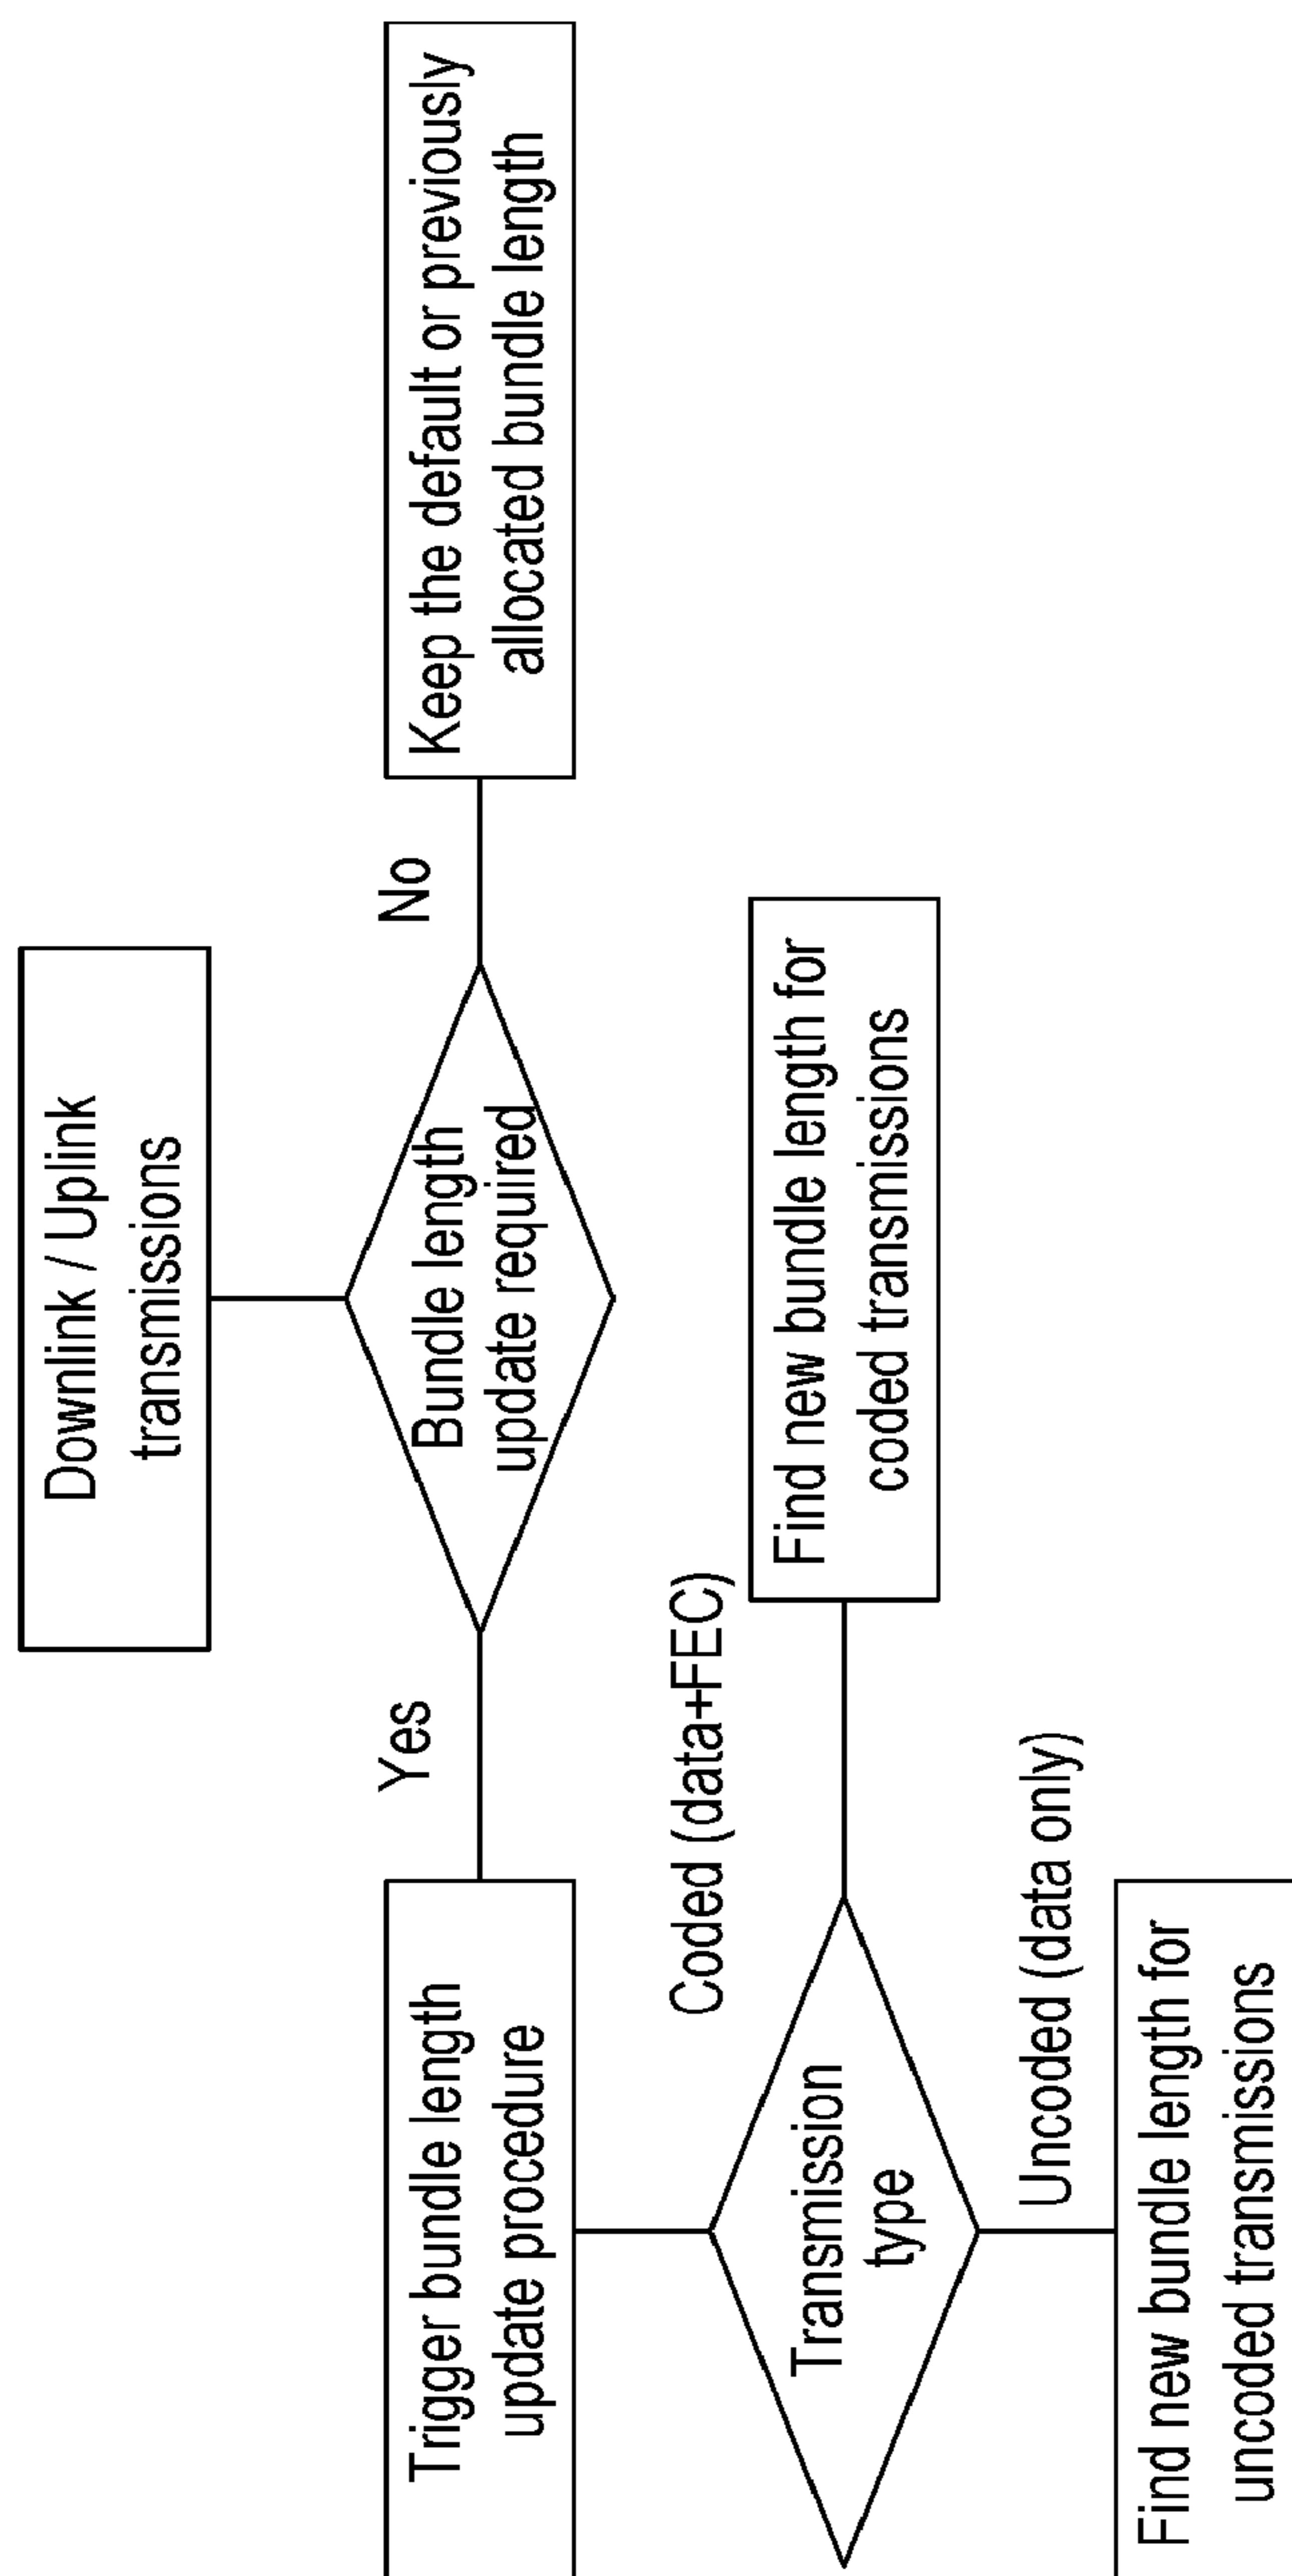 Downlink / Uplink
transmissions
Bundle length
update required
Yes
No
Trigger bundle length
update procedure
Keep the default or previously
allocated bundle length
Transmission
type
Coded (data+FEC)
Find new bundle length for
coded transmissions
Uncoded (data only)
Find new bundle length for
uncoded transmissions